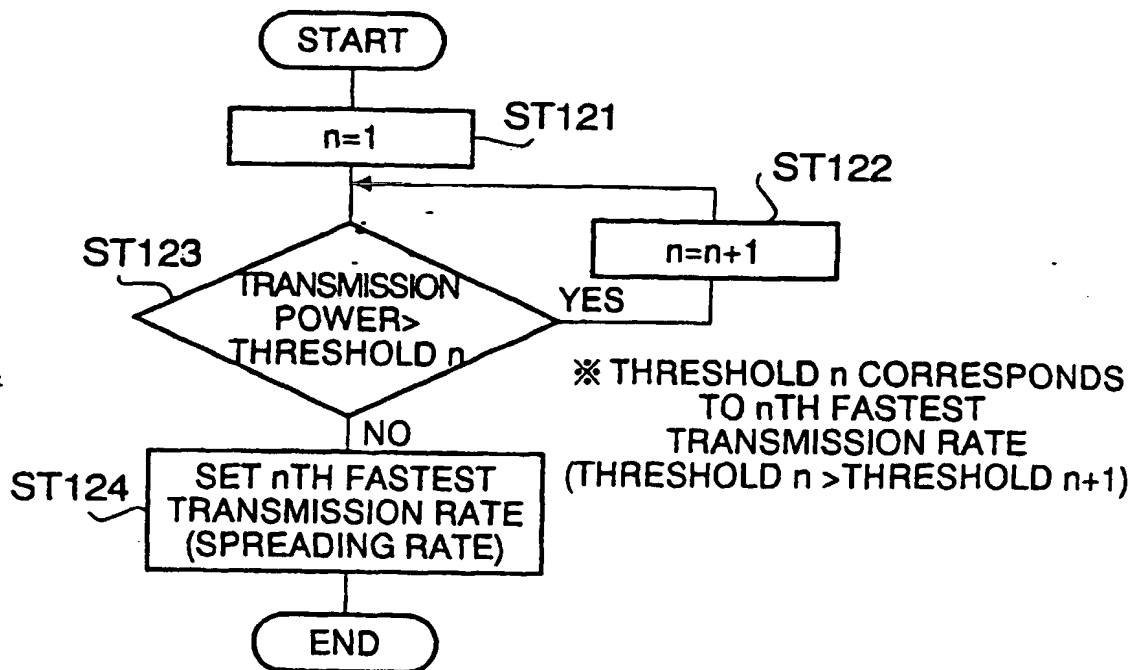 START
n=1
ST121
ST122
n=n+1
ST123
TRANSMISSION
POWER>
THRESHOLD n
YES
※ THRESHOLD n CORRESPONDS
TO nTH FASTEST
TRANSMISSION RATE
(THRESHOLD n >THRESHOLD n+1)
NO
ST124
SET nTH FASTEST
TRANSMISSION RATE
(SPREADING RATE)
END